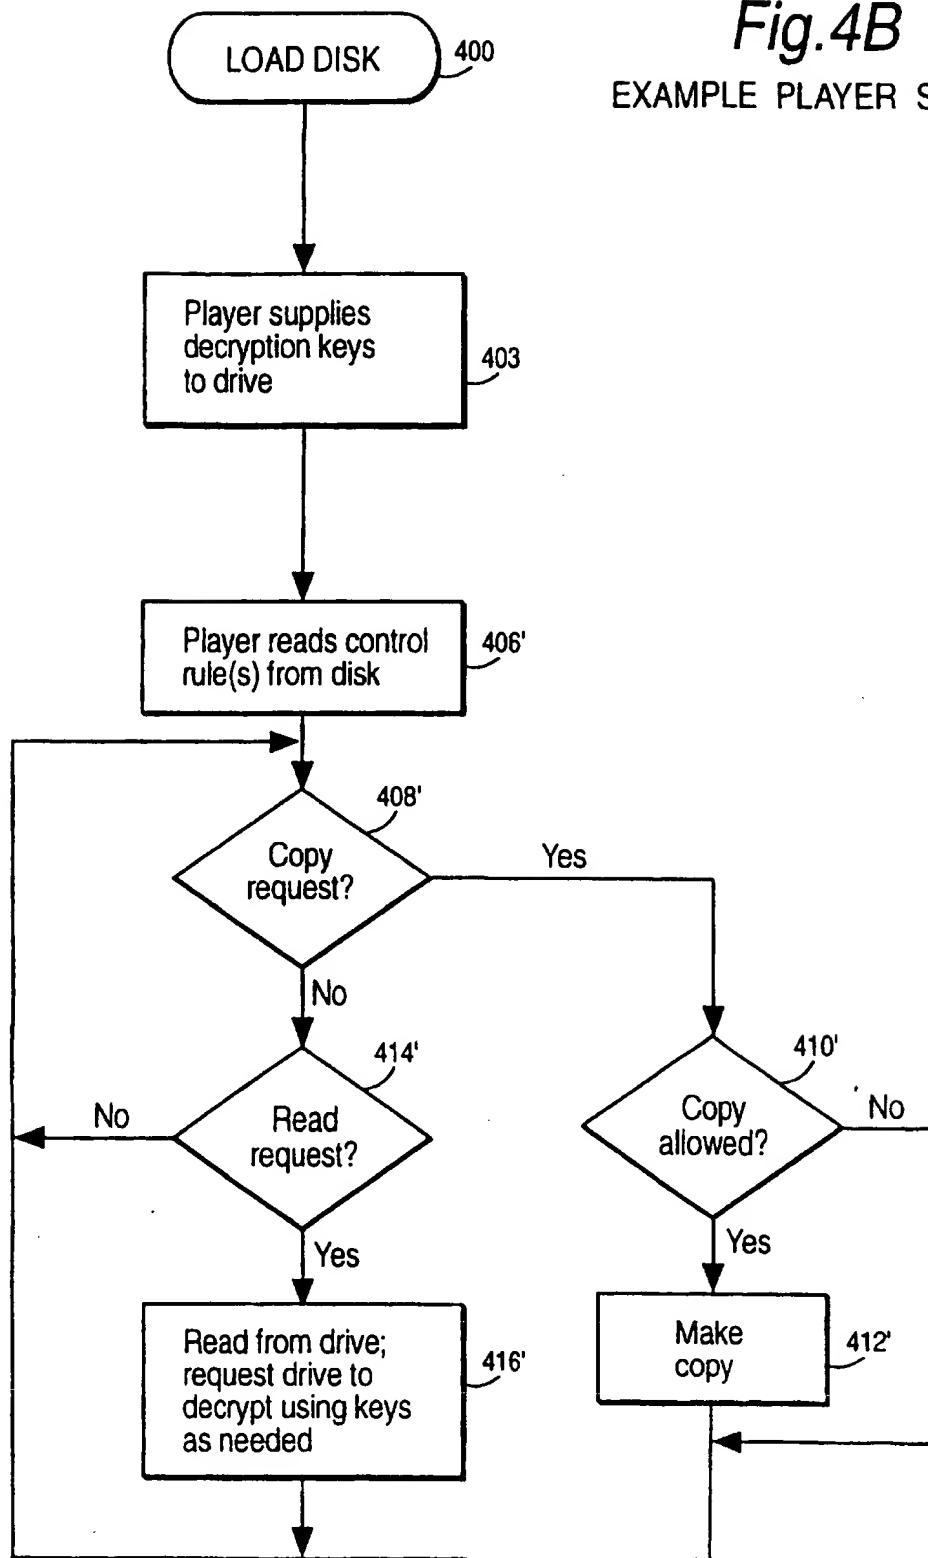 Fig.4B
EXAMPLE PLAYER S
LOAD DISK
400
Player supplies
decryption keys
to drive
403
Player reads control
rule(s) from disk
406'
408'
Copy
request?
Yes
No
414'
Read
request?
No
Yes
410'
Copy
allowed?
No
Yes
Read from drive;
request drive to
decrypt using keys
as needed
416'
Make
copy
412'